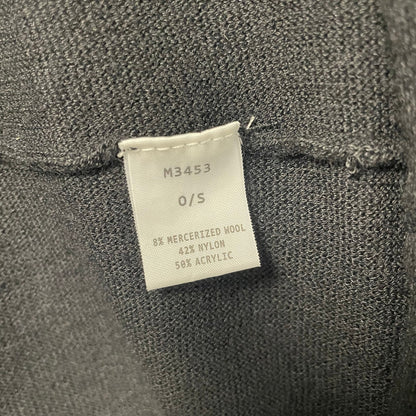 M3453
O/S
8% MERCERIZED WOOL
42% NYLON
50% ACRYLIC